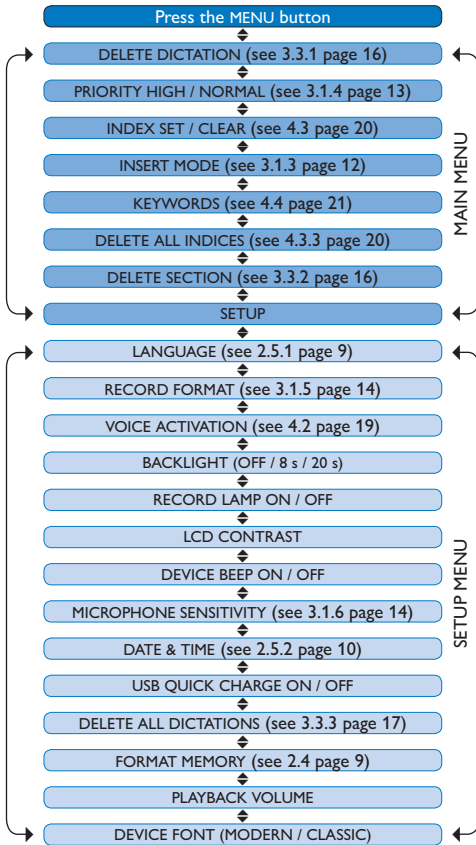 Press the MENU button
DELETE DICTATION (see 3.3.1 page 16)
PRIORITY HIGH / NORMAL (see 3.1.4 page 13)
INDEX SET / CLEAR (see 4.3 page 20)
INSERT MODE (see 3.1.3 page 12)
KEYWORDS (see 4.4 page 21)
DELETE ALL INDICES (see 4.3.3 page 20)
DELETE SECTION (see 3.3.2 page 16)
SETUP
MAIN MENU
LANGUAGE (see 2.5.1 page 9)
RECORD FORMAT (see 3.1.5 page 14)
VOICE ACTIVATION (see 4.2 page 19)
BACKLIGHT (OFF / 8 s / 20 s)
RECORD LAMP ON / OFF
LCD CONTRAST
DEVICE BEEP ON / OFF
MICROPHONE SENSITIVITY (see 3.1.6 page 14)
DATE & TIME (see 2.5.2 page 10)
USB QUICK CHARGE ON / OFF
DELETE ALL DICTATIONS (see 3.3.3 page 17)
FORMAT MEMORY (see 2.4 page 9)
PLAYBACK VOLUME
DEVICE FONT (MODERN / CLASSIC)
SETUP MENU